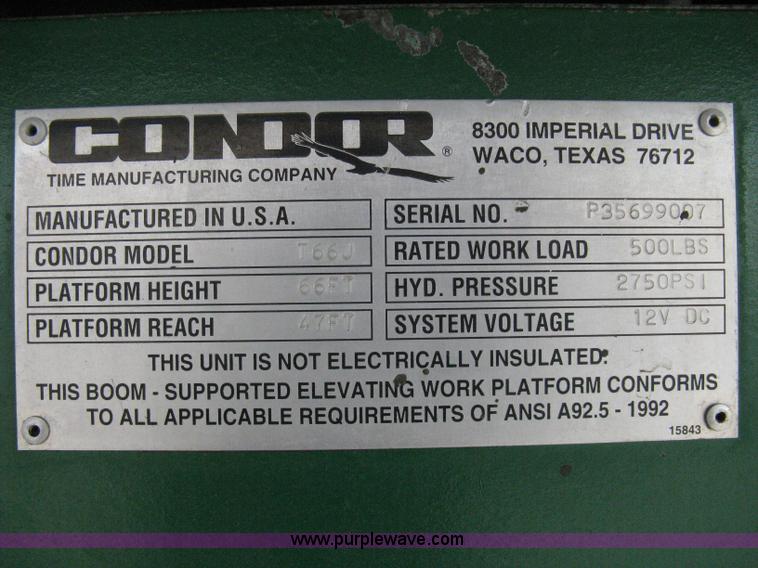 CONDOR ®
TIME MANUFACTURING COMPANY
8300 IMPERIAL DRIVE
WACO, TEXAS 76712
MANUFACTURED IN U.S.A.
CONDOR MODEL T66J
PLATFORM HEIGHT 66FT
PLATFORM REACH 47FT
SERIAL NO. P35699007
RATED WORK LOAD 500LBS
HYD. PRESSURE 2750PSI
SYSTEM VOLTAGE 12V DC
THIS UNIT IS NOT ELECTRICALLY INSULATED.
THIS BOOM - SUPPORTED ELEVATING WORK PLATFORM CONFORMS
TO ALL APPLICABLE REQUIREMENTS OF ANSI A92.5 - 1992
15843
www.purplewave.com